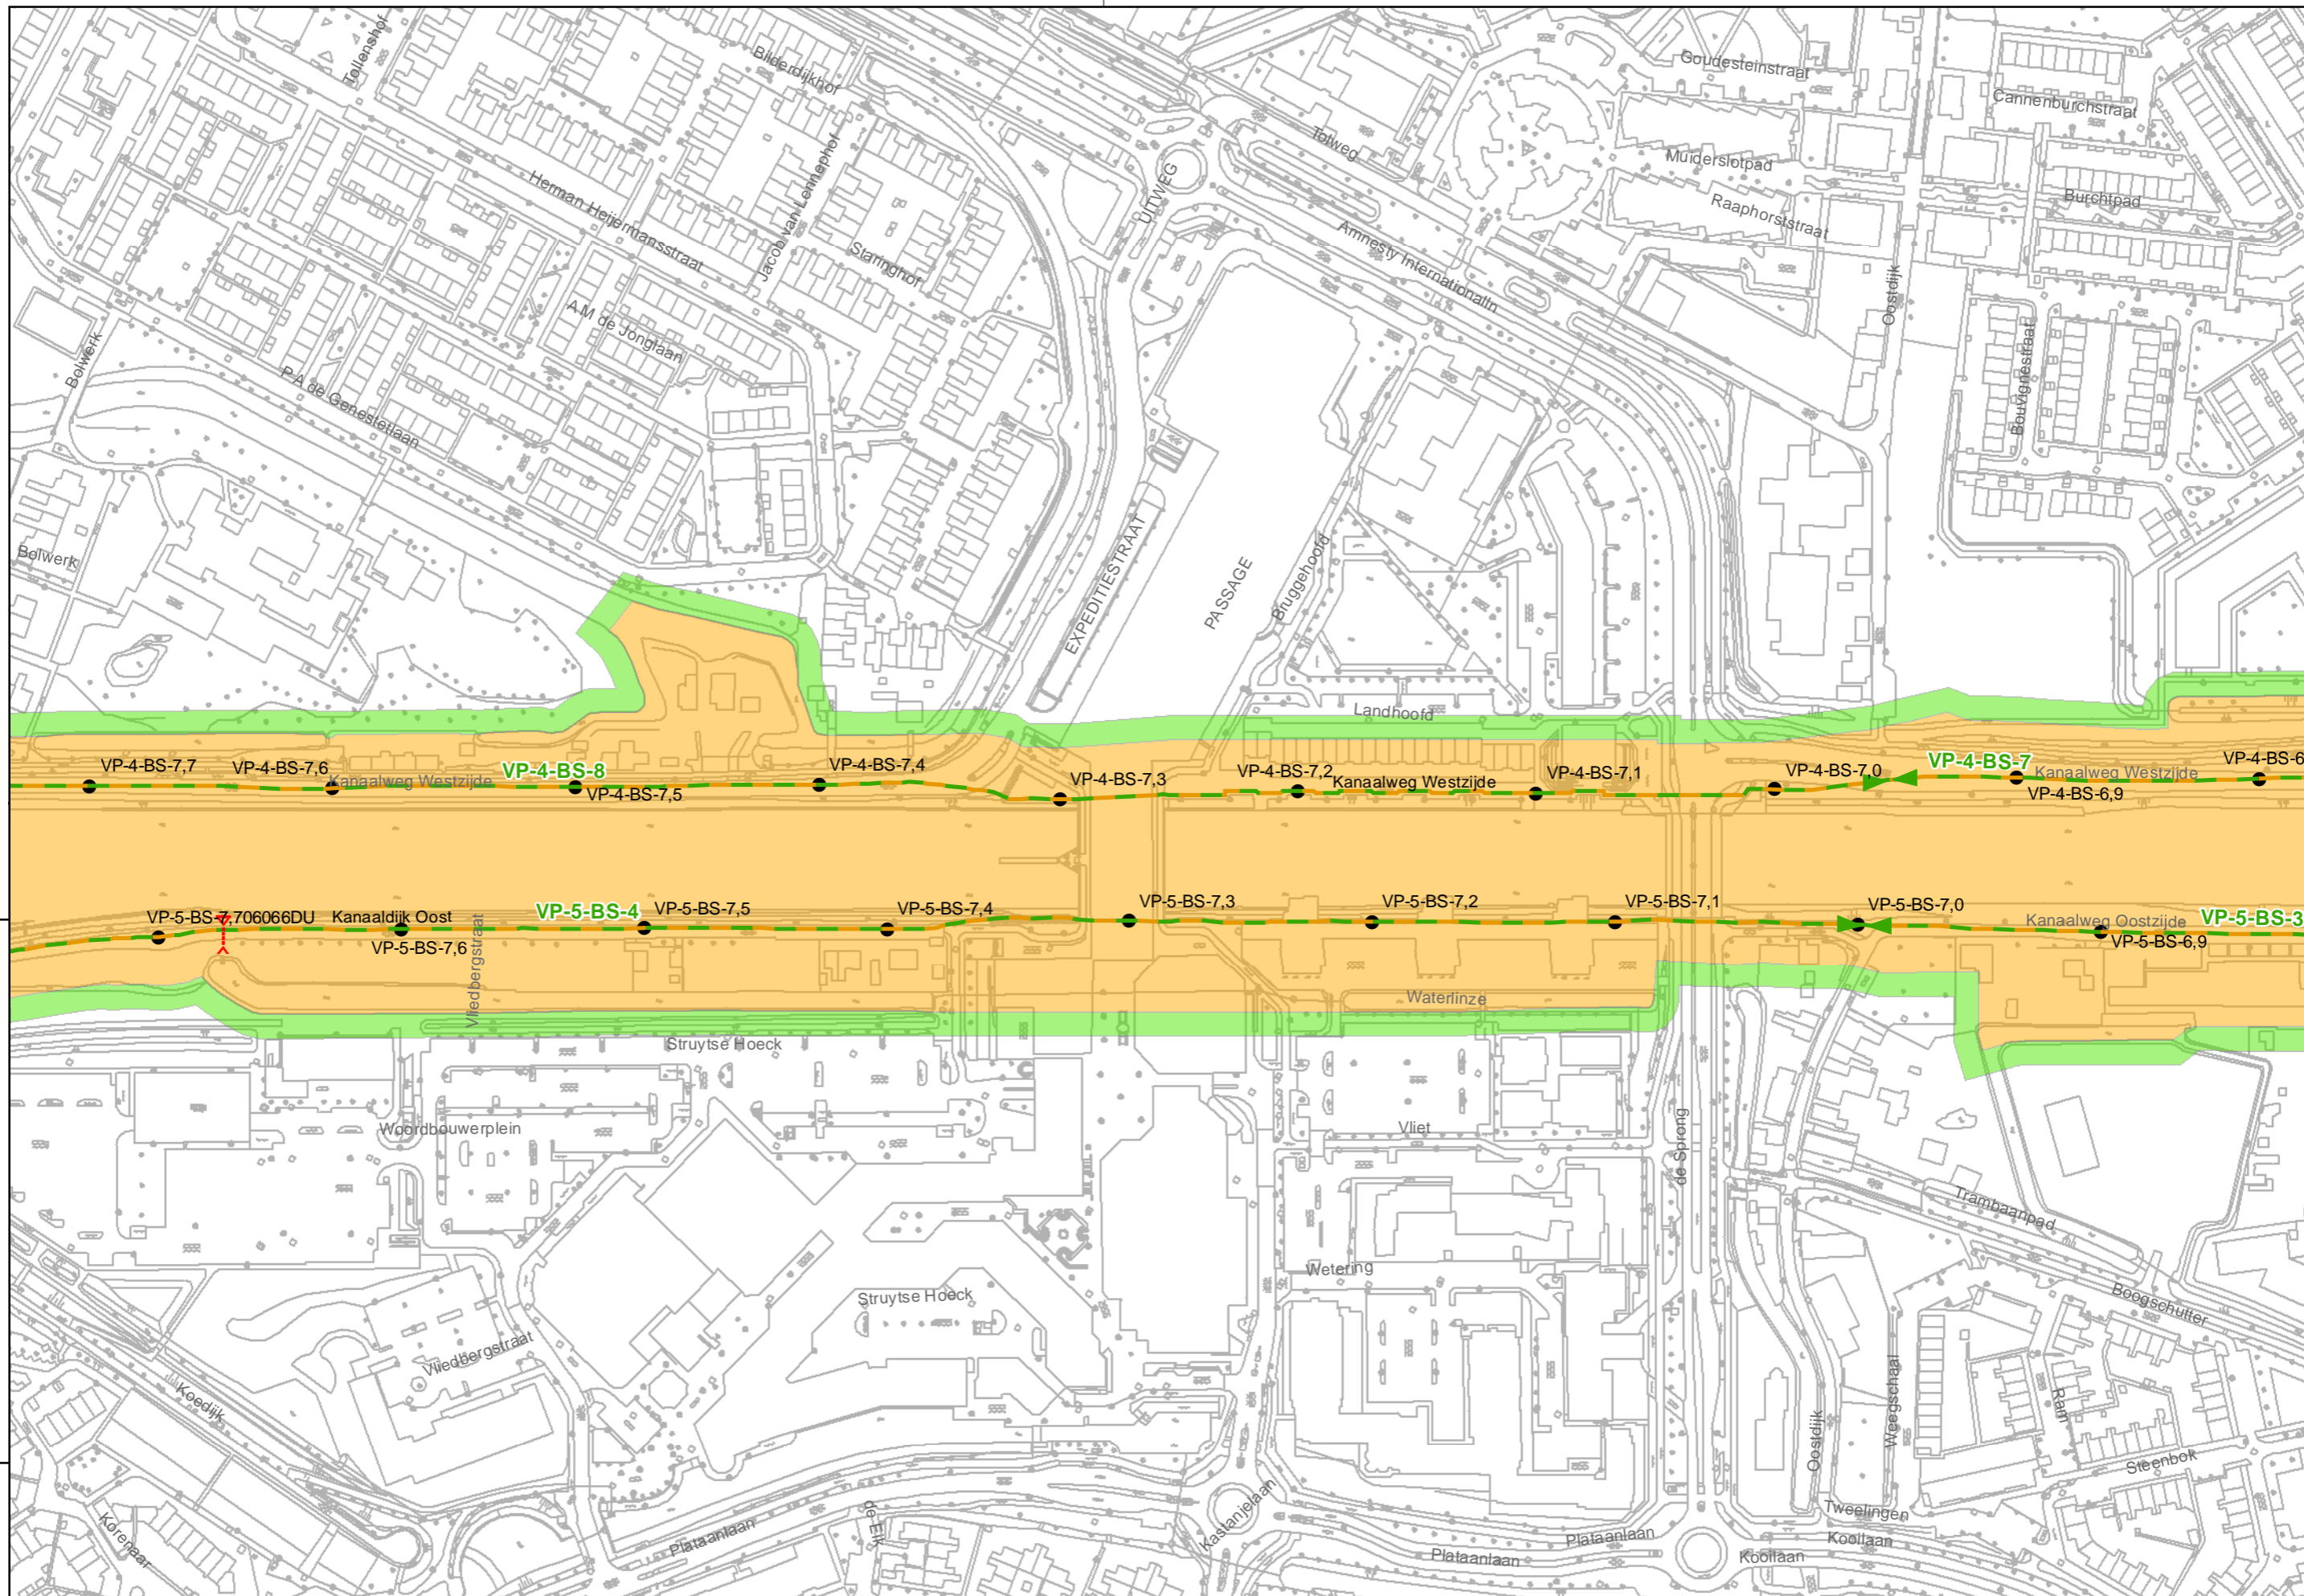 Tollenshof
Bilderdijkhof
Goudesteinstraat
Cannenburchstraat
Tolweg
Muiderslotpad
Burchtpad
Raaphorststraat
UITWEG
Herman Heijermansstraat
Jacob van Lennephof
Staringhof
Amnesty Internationalln
Oostdijk
A M de Jonglaan
Bolwerk
P A de Genestetlaan
Bouvignestraat
Bolwerk
EXPEDITIESTRAAT
PASSAGE
Bruggehoofd
Landhoofd
VP-4-BS-7,7
VP-4-BS-7,6
Kanaalweg Westzijde
VP-4-BS-8
VP-4-BS-7,5
VP-4-BS-7,4
VP-4-BS-7,3
VP-4-BS-7,2
Kanaalweg Westzijde
VP-4-BS-7,1
VP-4-BS-7,0
VP-4-BS-7
Kanaalweg Westzijde
VP-4-BS-6,9
VP-4-BS-6
VP-5-BS-7,706066DU
Kanaaldijk Oost
VP-5-BS-7,6
Vliedbergstraat
VP-5-BS-4
VP-5-BS-7,5
VP-5-BS-7,4
VP-5-BS-7,3
VP-5-BS-7,2
VP-5-BS-7,1
VP-5-BS-7,0
Kanaalweg Oostzijde
VP-5-BS-6,9
VP-5-BS-3
Waterlinze
Struytse Hoeck
Woordbouwerplein
Vliet
de Sprong
Trambaanpad
Wetering
Struytse Hoeck
Boogschutter
Vliedbergstraat
Koedijk
Weegschaal
Ram
Oostdijk
Steenbok
Korenaar
Plataanlaan
de Eik
Kastanjelaan
Plataanlaan
Plataanlaan
Tweelingen
Kooilaan
Kooilaan